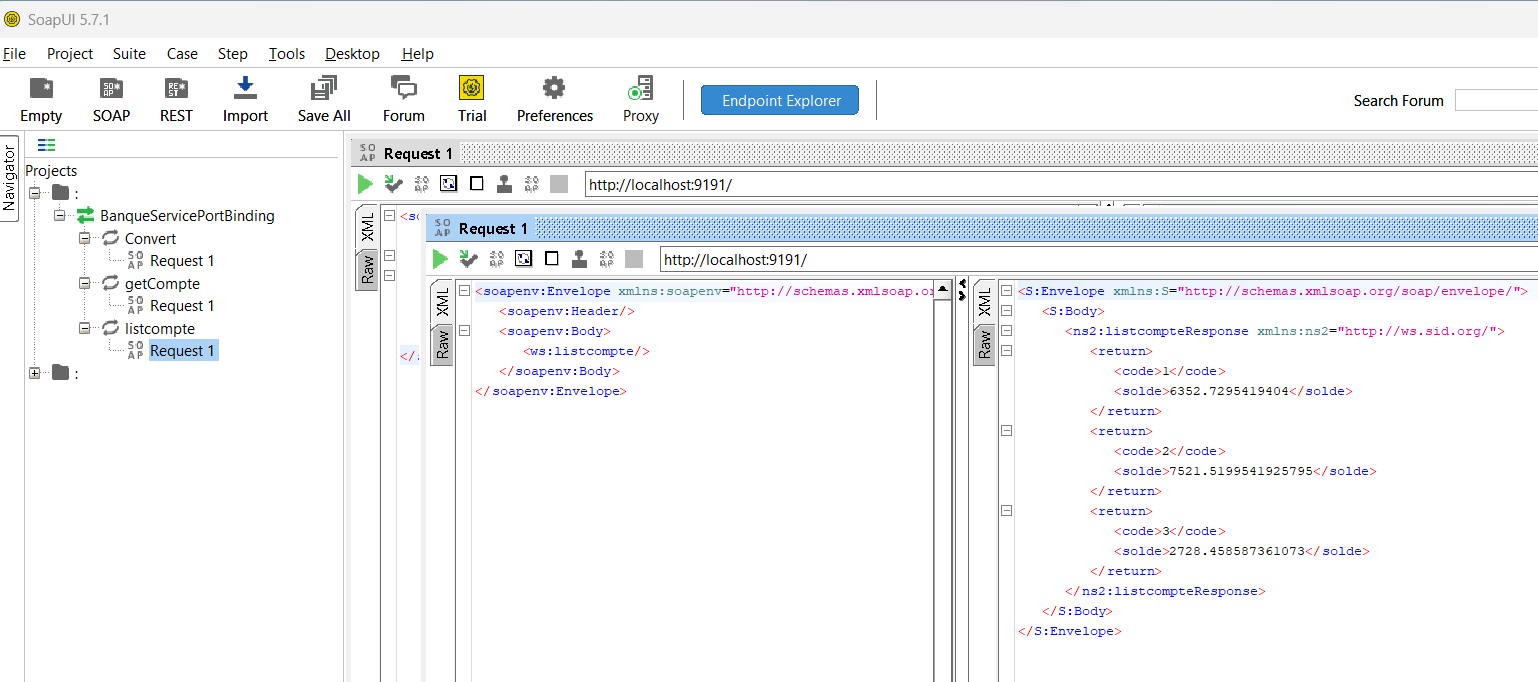 SoapUI 5.7.1
File Project Suite Case Step Tools Desktop Help
Empty SOAP REST Import Save All Forum Trial Preferences Proxy Endpoint Explorer Search Forum
Navigator
Projects
:
BanqueServicePortBinding
Convert
Request 1
getCompte
Request 1
listcompte
Request 1
:
Request 1
http://localhost:9191/
XML
Raw
<so
</s
Request 1
http://localhost:9191/
XML
Raw
<soapenv:Envelope xmlns:soapenv="http://schemas.xmlsoap.or
<soapenv:Header/>
<soapenv:Body>
<ws:listcompte/>
</soapenv:Body>
</soapenv:Envelope>
XML
Raw
<S:Envelope xmlns:S="http://schemas.xmlsoap.org/soap/envelope/">
<S:Body>
<ns2:listcompteResponse xmlns:ns2="http://ws.sid.org/">
<return>
<code>1</code>
<solde>6352.7295419404</solde>
</return>
<return>
<code>2</code>
<solde>7521.5199541925795</solde>
</return>
<return>
<code>3</code>
<solde>2728.458587361073</solde>
</return>
</ns2:listcompteResponse>
</S:Body>
</S:Envelope>